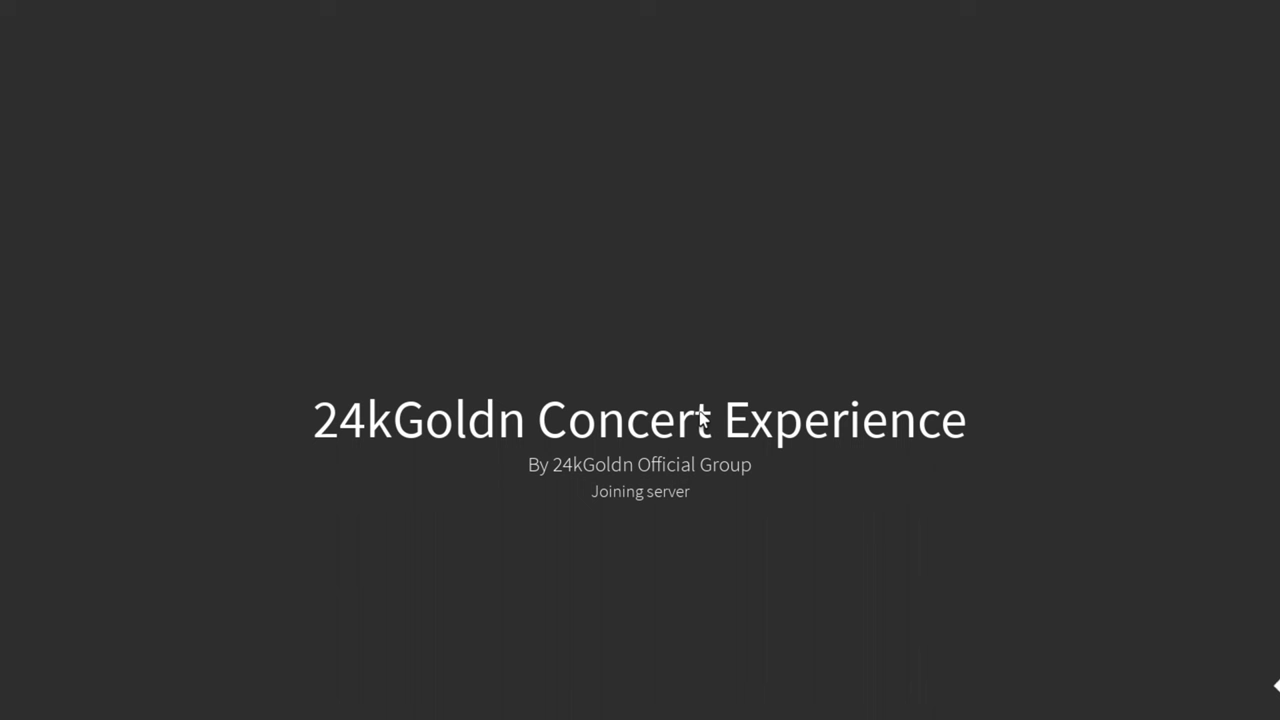 24kGoldn Concert Experience
By 24kGoldn Official Group
Joining server